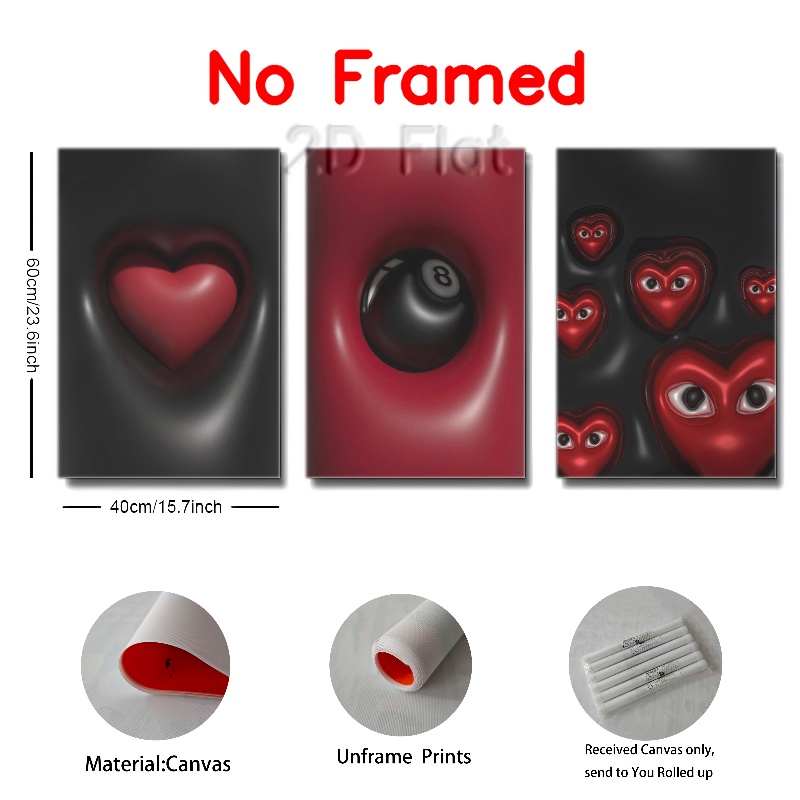 No Framed
2D Flat
8
60cm/23.6inch
40cm/15.7inch
Material:Canvas
Unframe Prints
Received Canvas only,
send to You Rolled up